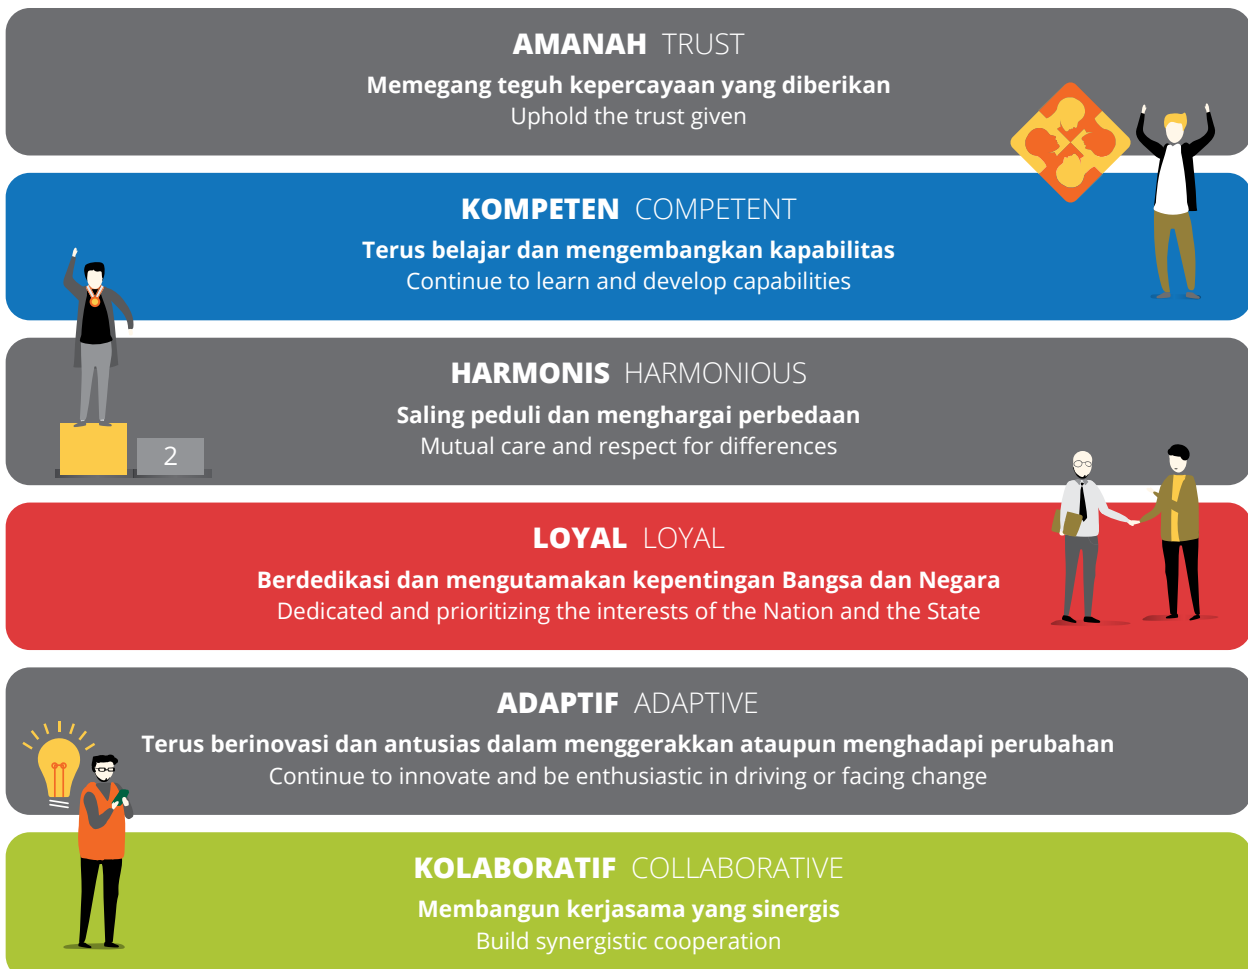 AMANAH TRUST
Memegang teguh kepercayaan yang diberikan
Uphold the trust given
KOMPETEN COMPETENT
Terus belajar dan mengembangkan kapabilitas
Continue to learn and develop capabilities
HARMONIS HARMONIOUS
Saling peduli dan menghargai perbedaan
Mutual care and respect for differences
2
LOYAL LOYAL
Berdedikasi dan mengutamakan kepentingan Bangsa dan Negara
Dedicated and prioritizing the interests of the Nation and the State
ADAPTIF ADAPTIVE
Terus berinovasi dan antusias dalam menggerakkan ataupun menghadapi perubahan
Continue to innovate and be enthusiastic in driving or facing change
KOLABORATIF COLLABORATIVE
Membangun kerjasama yang sinergis
Build synergistic cooperation